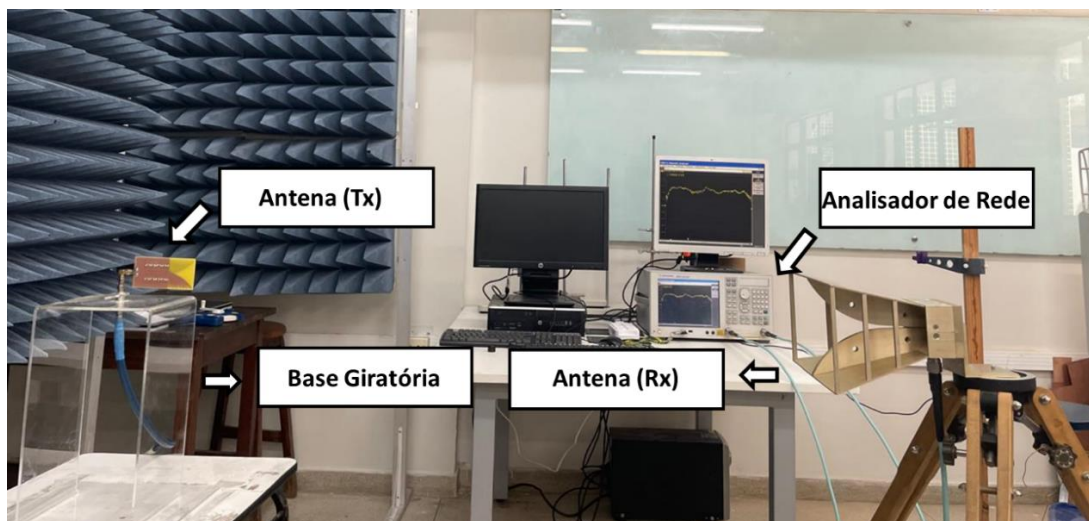 Antena (Tx)
Analisador de Rede
Base Giratória
Antena (Rx)